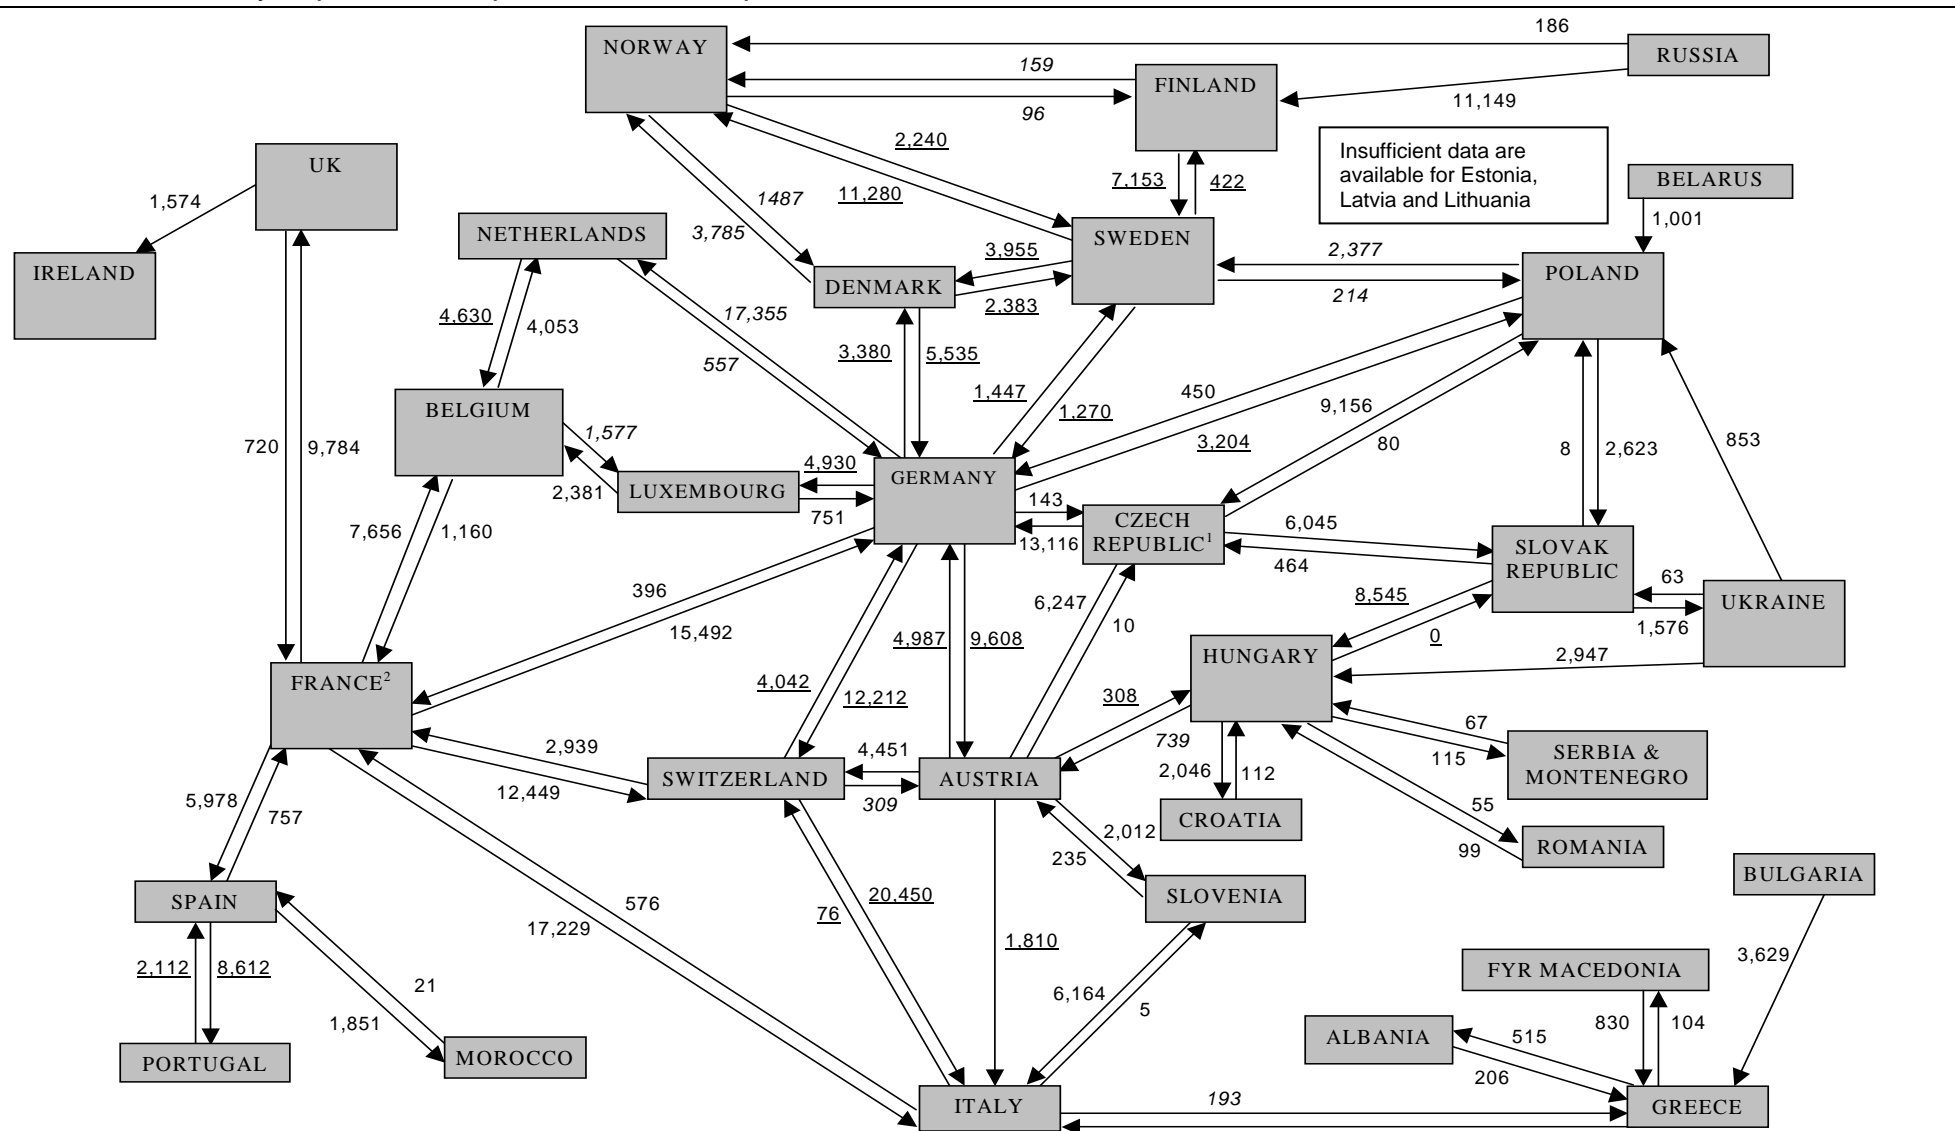 186
NORWAY
RUSSIA
159
FINLAND
11,149
96
2,240
Insufficient data are
available for Estonia,
Latvia and Lithuania
UK
7,153
422
BELARUS
1,574
1487
11,280
1,001
NETHERLANDS
3,785
SWEDEN
2,377
IRELAND
3,955
POLAND
DENMARK
2,383
214
4,630
4,053
17,355
3,380
5,535
557
1,447
1,270
450
9,156
BELGIUM
1,577
3,204
80
8
2,623
853
720
9,784
4,930
GERMANY
2,381
LUXEMBOURG
751
143
CZECH
REPUBLIC1
6,045
7,656
1,160
13,116
464
SLOVAK
REPUBLIC
63
396
6,247
8,545
UKRAINE
15,492
4,987
9,608
10
0
1,576
HUNGARY
2,947
FRANCE2
4,042
12,212
308
67
2,939
4,451
739
SERBIA &
MONTENEGRO
115
SWITZERLAND
AUSTRIA
2,046
112
5,978
12,449
309
55
757
2,012
CROATIA
235
99
ROMANIA
BULGARIA
SPAIN
576
20,450
SLOVENIA
76
17,229
1,810
2,112
8,612
3,629
FYR MACEDONIA
21
6,164
5
1,851
830
104
ALBANIA
515
PORTUGAL
MOROCCO
206
193
ITALY
GREECE